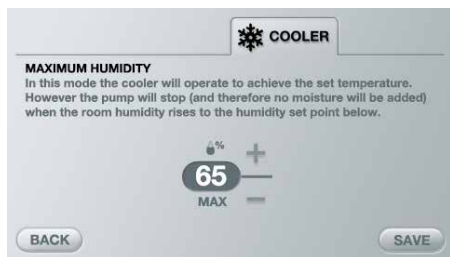 COOLER
MAXIMUM HUMIDITY
In this mode the cooler will operate to achieve the set temperature.
However the pump will stop (and therefore no moisture will be added)
when the room humidity rises to the humidity set point below.
%
65
MAX
BACK
SAVE